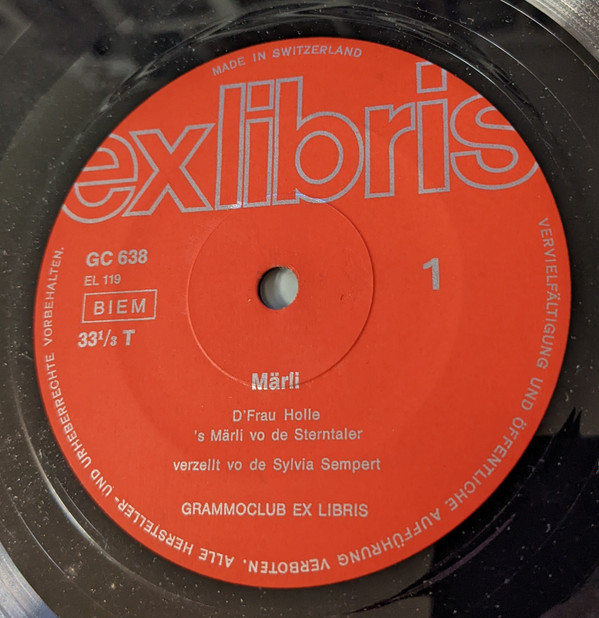 MADE IN SWITZERLAND
exlibris
GC 638
EL 119
BIEM
33¹/₃ T
1
Märli
D'Frau Holle
's Märli vo de Sterntaler
verzellt vo de Sylvia Sempert
GRAMMOCLUB EX LIBRIS
ALLE HERSTELLER- UND URHEBERRECHTE VORBEHALTEN.
VERVIELFÄLTIGUNG UND ÖFFENTLICHE AUFFÜHRUNG VERBOTEN.